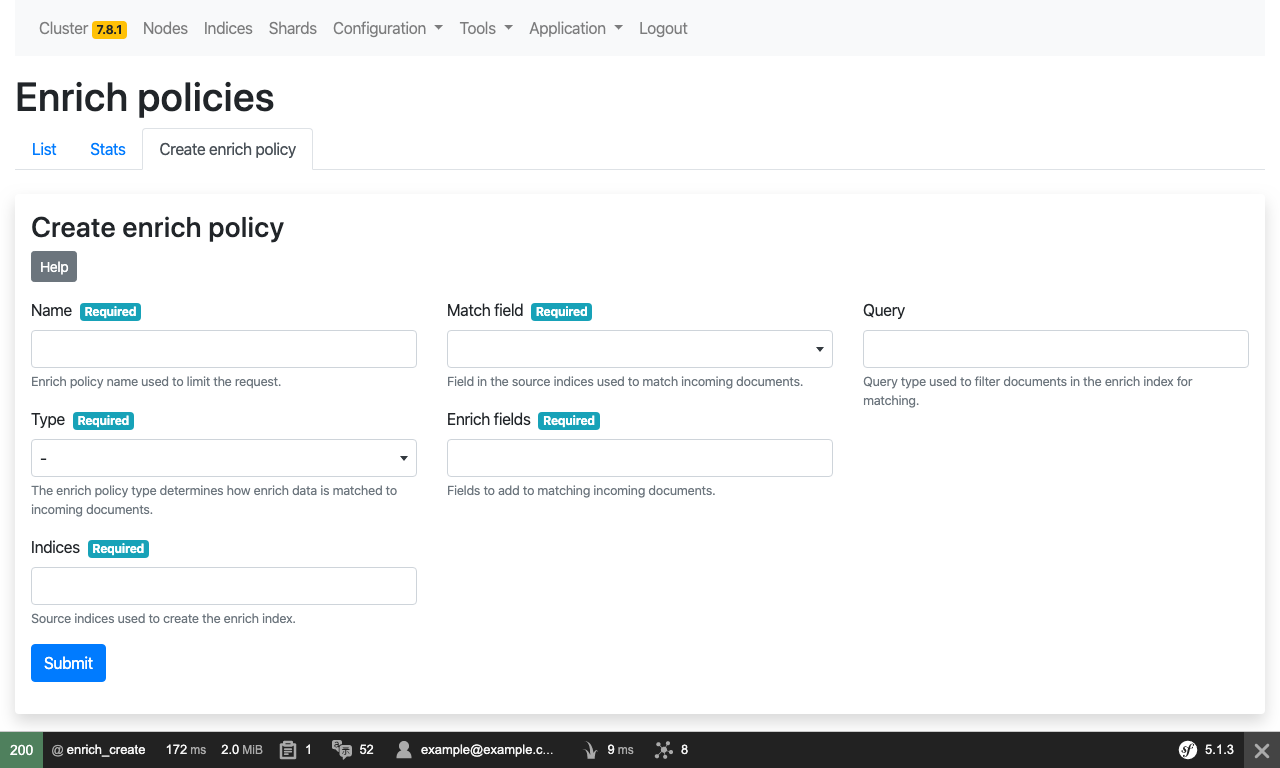 Cluster 7.8.1 Nodes Indices Shards Configuration Tools Application Logout
Enrich policies
List Stats Create enrich policy
Create enrich policy
Help
Name Required
Enrich policy name used to limit the request.
Type Required
-
The enrich policy type determines how enrich data is matched to
incoming documents.
Indices Required
Source indices used to create the enrich index.
Match field Required
Field in the source indices used to match incoming documents.
Enrich fields Required
Fields to add to matching incoming documents.
Query
Query type used to filter documents in the enrich index for
matching.
Submit
200 @ enrich_create 172 ms 2.0 MiB 1 52 example@example.c... 9 ms 8 sf 5.1.3